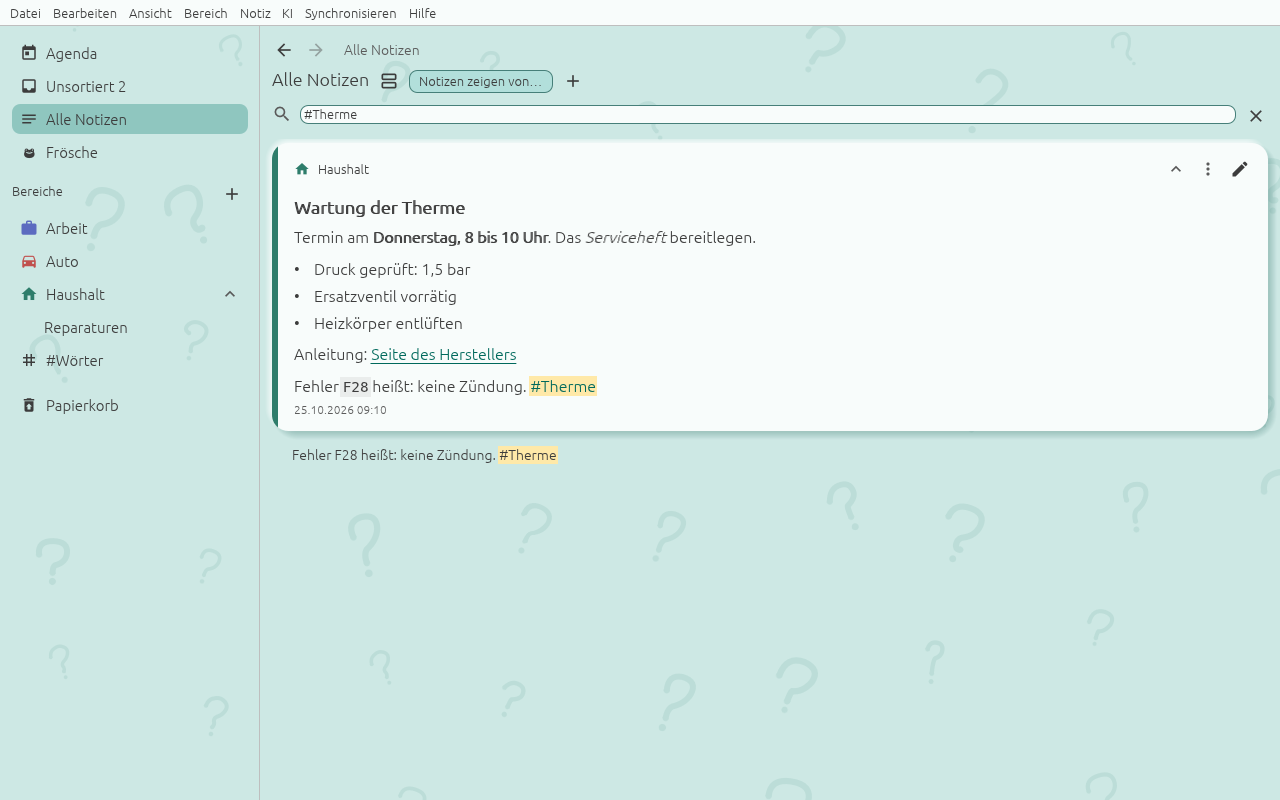 Datei Bearbeiten Ansicht Bereich Notiz KI Synchronisieren Hilfe
Agenda
Unsortiert 2
Alle Notizen
Frösche
Bereiche
Arbeit
Auto
Haushalt
Reparaturen
#Wörter
Papierkorb
Alle Notizen
Alle Notizen Notizen zeigen von…
#Therme
Haushalt
Wartung der Therme
Termin am Donnerstag, 8 bis 10 Uhr. Das Serviceheft bereitlegen.
• Druck geprüft: 1,5 bar
• Ersatzventil vorrätig
• Heizkörper entlüften
Anleitung: Seite des Herstellers
Fehler F28 heißt: keine Zündung. #Therme
25.10.2026 09:10
Fehler F28 heißt: keine Zündung. #Therme